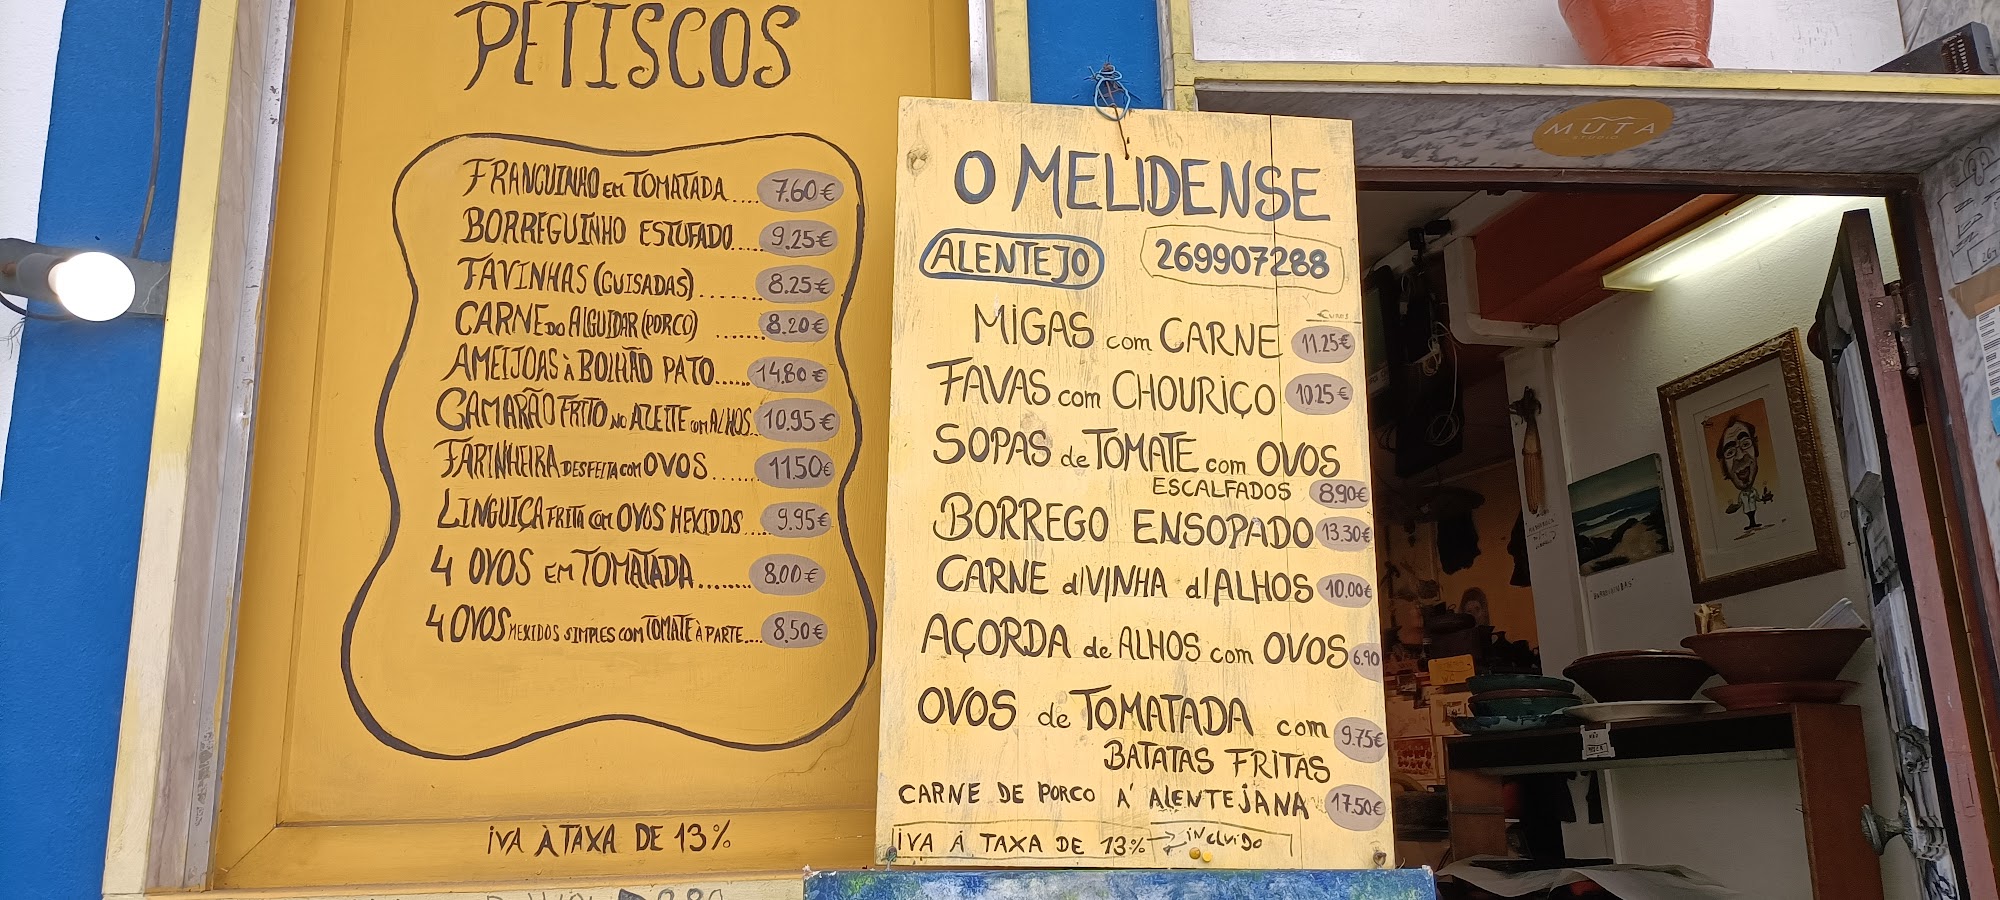 PETISCOS
FRANGUINHO EM TOMATADA.... 7.60€
BORREGUINHO ESTUFADO..... 9.25€
FAVINHAS (GUISADAS)....... 8.25€
CARNE DO ALGUIDAR (PORCO) ...... 8.20€
AMEIJOAS À BOLHÃO PATO...... 14.80€
CAMARÃO FRITO NO AZEITE COM ALHOS.. 10.95€
FARINHEIRA DESFEITA COM OVOS ...... 11.50€
LINGUIÇA FRITA COM OVOS MEXIDOS..... 9.95€
4 OVOS EM TOMATADA....... 8.00€
4 OVOS MEXIDOS SIMPLES COM TOMATE À PARTE.... 8.50€
IVA À TAXA DE 13%
O MELIDENSE
ALENTEJO
269907288
MIGAS com CARNE 11.25€
FAVAS com CHOURIÇO 10.25€
SOPAS de TOMATE com OVOS
ESCALFADOS 8.90€
BORREGO ENSOPADO 13.30€
CARNE d/VINHA d/ALHOS 10.00€
AÇORDA de ALHOS com OVOS 6.90
OVOS de TOMATADA com 9.75€
BATATAS FRITAS
CARNE DE PORCO A' ALENTEJANA 17.50€
IVA À TAXA DE 13% → incluido
MUTA
STUDIO